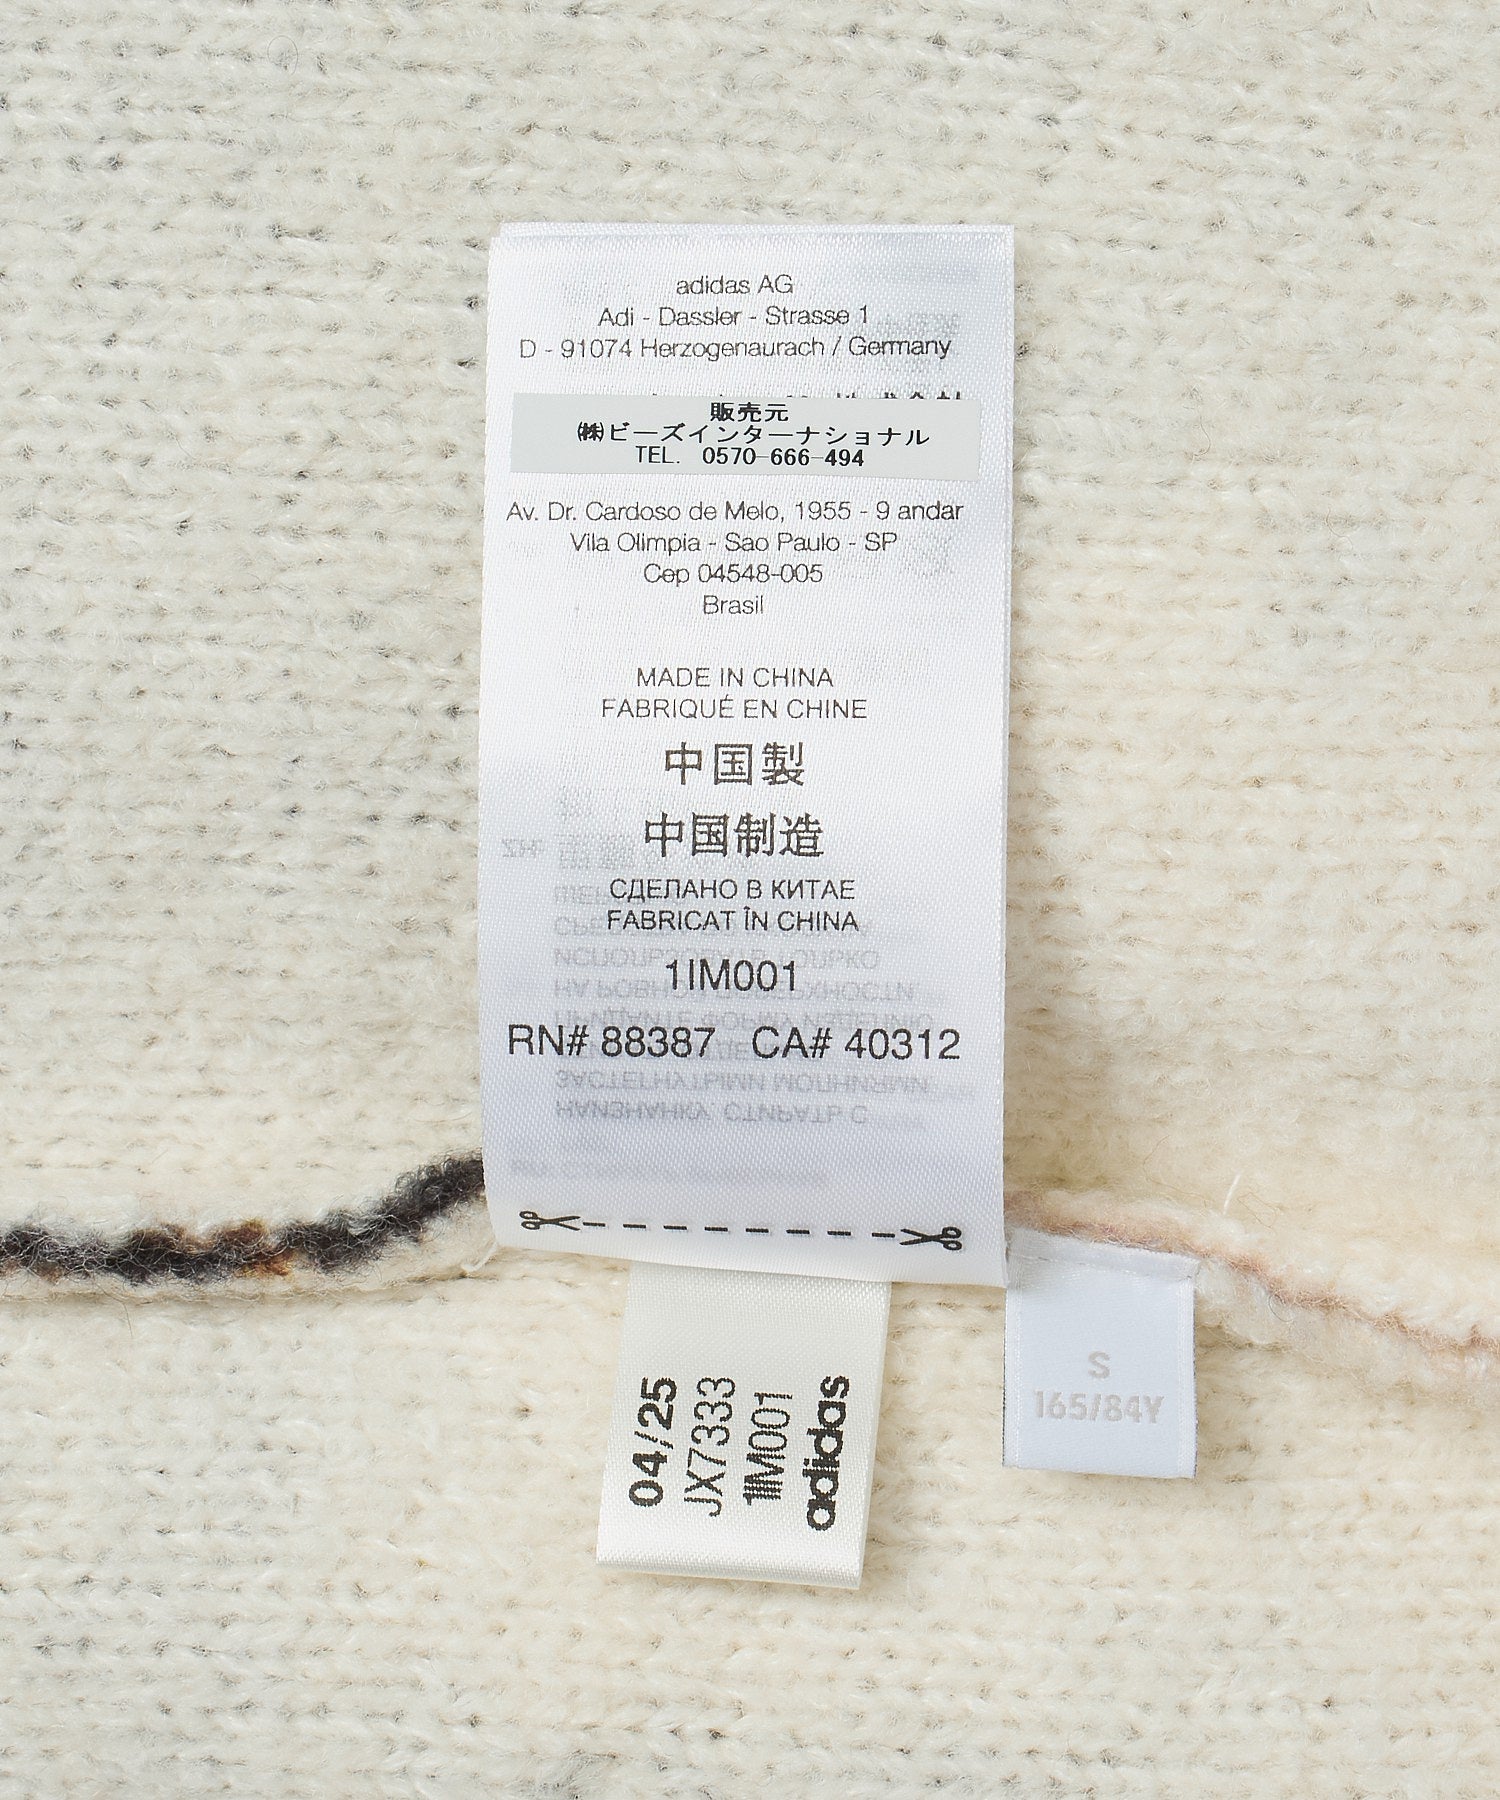 adidas AG
Adi - Dassler - Strasse 1
D - 91074 Herzogenaurach / Germany
販売元
㈱ビーズインターナショナル
TEL. 0570-666-494
Av. Dr. Cardoso de Melo, 1955 - 9 andar
Vila Olimpia - Sao Paulo - SP
Cep 04548-005
Brasil
MADE IN CHINA
FABRIQUÉ EN CHINE
中国製
中国制造
СДЕЛАНО В КИТАЕ
FABRICAT ÎN CHINA
1IM001
RN# 88387 CA# 40312
04/25
JX7333
1IM001
adidas
S
165/84Y